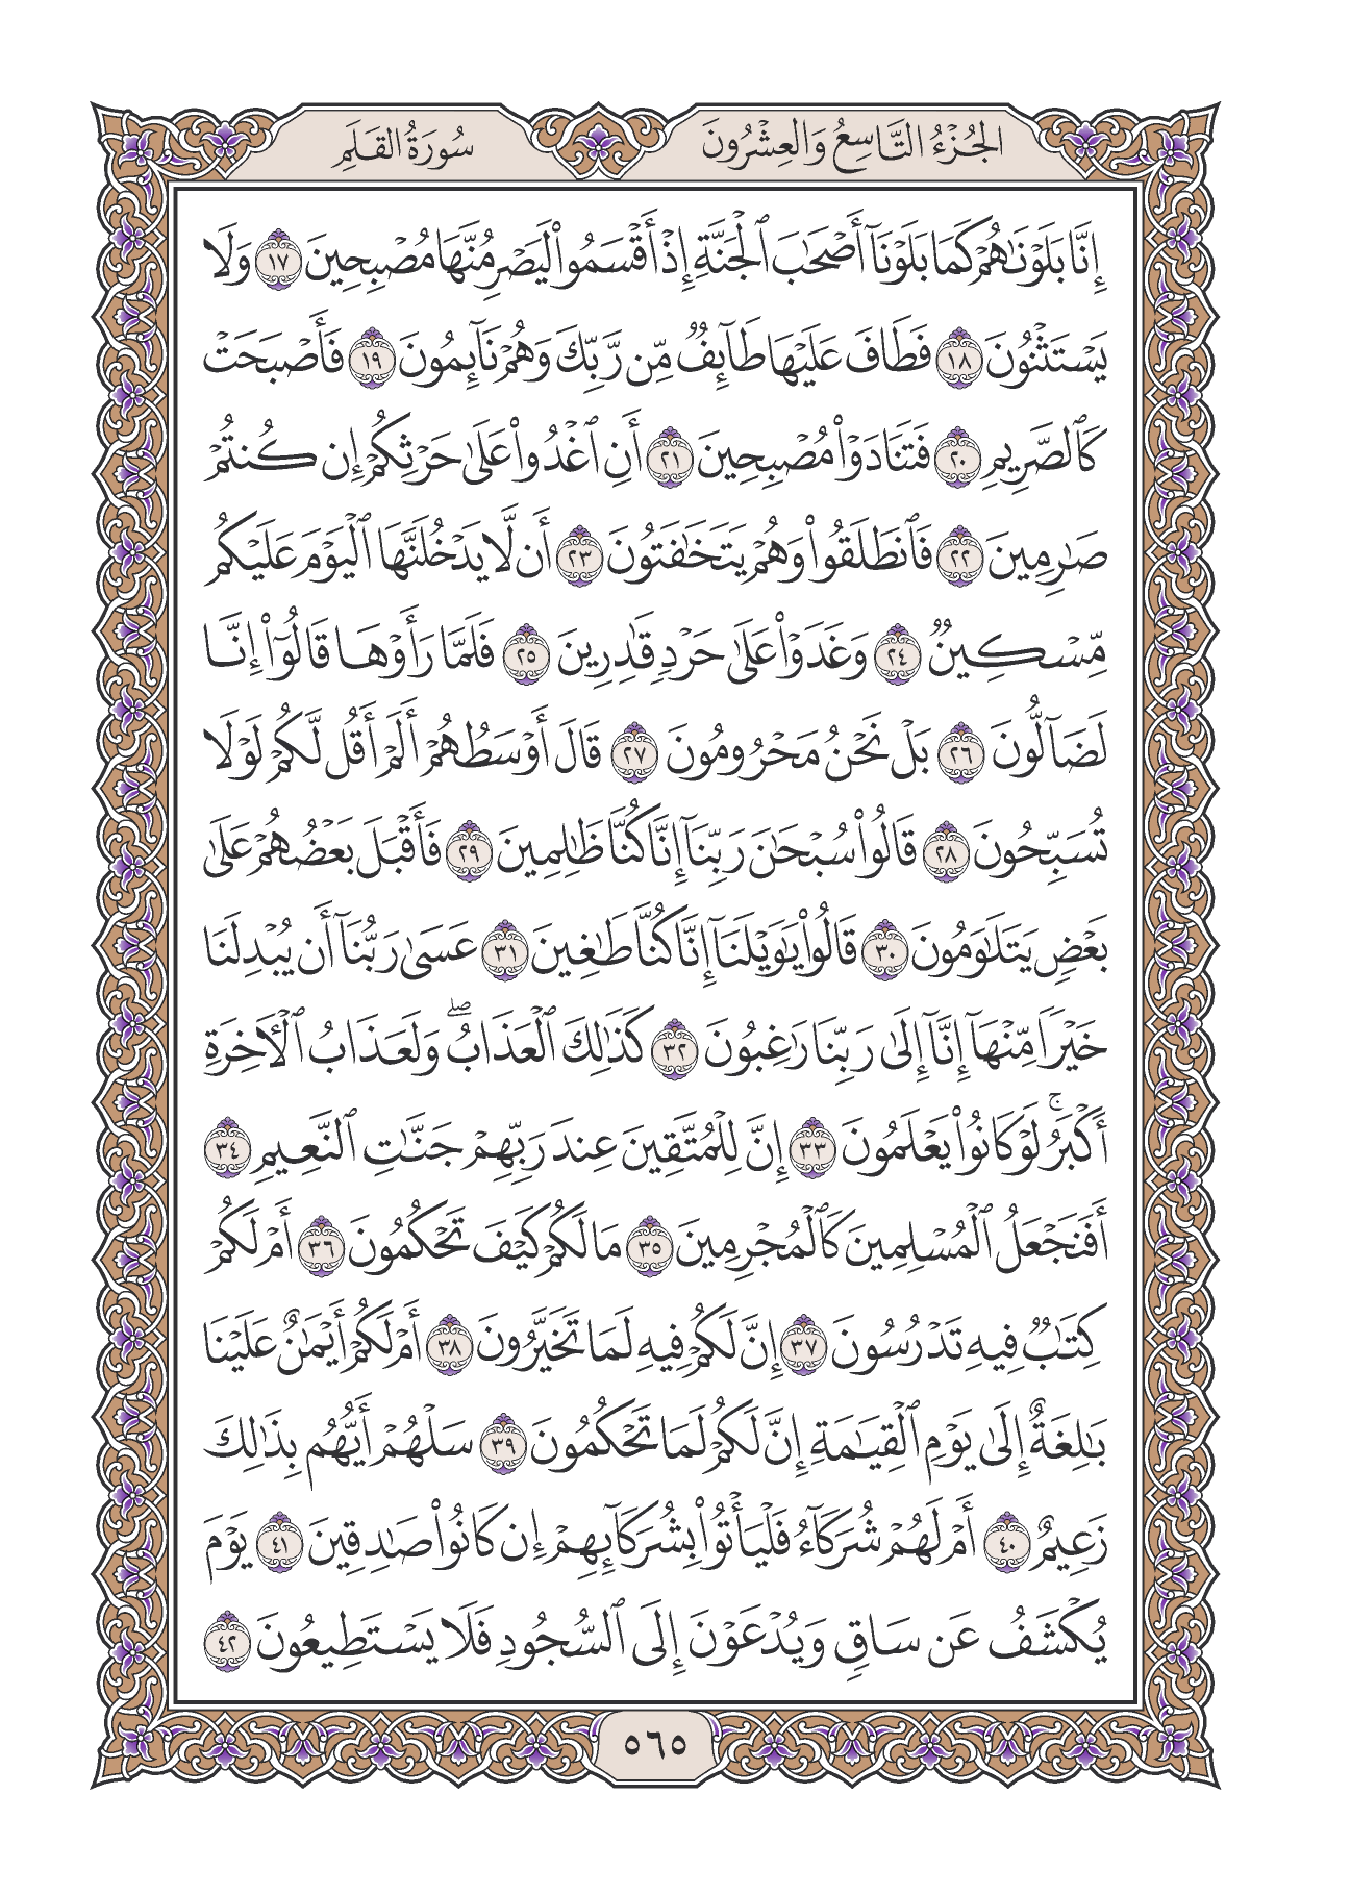 الجُزْءُ التَّاسِعُ وَالعِشْرُونَ
سُورَةُ القَلَمِ
إِنَّا بَلَوْنَٰهُمْ كَمَا بَلَوْنَآ أَصْحَٰبَ ٱلْجَنَّةِ إِذْ أَقْسَمُوا۟ لَيَصْرِمُنَّهَا مُصْبِحِينَ ١٧ وَلَا
يَسْتَثْنُونَ ١٨ فَطَافَ عَلَيْهَا طَآئِفٌ مِّن رَّبِّكَ وَهُمْ نَآئِمُونَ ١٩ فَأَصْبَحَتْ
كَٱلصَّرِيمِ ٢٠ فَتَنَادَوْا۟ مُصْبِحِينَ ٢١ أَنِ ٱغْدُوا۟ عَلَىٰ حَرْثِكُمْ إِن كُنتُمْ
صَٰرِمِينَ ٢٢ فَٱنطَلَقُوا۟ وَهُمْ يَتَخَٰفَتُونَ ٢٣ أَن لَّا يَدْخُلَنَّهَا ٱلْيَوْمَ عَلَيْكُم
مِّسْكِينٌ ٢٤ وَغَدَوْا۟ عَلَىٰ حَرْدٍ قَٰدِرِينَ ٢٥ فَلَمَّا رَأَوْهَا قَالُوٓا۟ إِنَّا
لَضَآلُّونَ ٢٦ بَلْ نَحْنُ مَحْرُومُونَ ٢٧ قَالَ أَوْسَطُهُمْ أَلَمْ أَقُل لَّكُمْ لَوْلَا
تُسَبِّحُونَ ٢٨ قَالُوا۟ سُبْحَٰنَ رَبِّنَآ إِنَّا كُنَّا ظَٰلِمِينَ ٢٩ فَأَقْبَلَ بَعْضُهُمْ عَلَىٰ
بَعْضٍ يَتَلَٰوَمُونَ ٣٠ قَالُوا۟ يَٰوَيْلَنَآ إِنَّا كُنَّا طَٰغِينَ ٣١ عَسَىٰ رَبُّنَآ أَن يُبْدِلَنَا
خَيْرًا مِّنْهَآ إِنَّآ إِلَىٰ رَبِّنَا رَٰغِبُونَ ٣٢ كَذَٰلِكَ ٱلْعَذَابُ ۖ وَلَعَذَابُ ٱلْءَاخِرَةِ
أَكْبَرُ ۚ لَوْ كَانُوا۟ يَعْلَمُونَ ٣٣ إِنَّ لِلْمُتَّقِينَ عِندَ رَبِّهِمْ جَنَّٰتِ ٱلنَّعِيمِ ٣٤
أَفَنَجْعَلُ ٱلْمُسْلِمِينَ كَٱلْمُجْرِمِينَ ٣٥ مَا لَكُمْ كَيْفَ تَحْكُمُونَ ٣٦ أَمْ لَكُمْ
كِتَٰبٌ فِيهِ تَدْرُسُونَ ٣٧ إِنَّ لَكُمْ فِيهِ لَمَا تَخَيَّرُونَ ٣٨ أَمْ لَكُمْ أَيْمَٰنٌ عَلَيْنَا
بَٰلِغَةٌ إِلَىٰ يَوْمِ ٱلْقِيَٰمَةِ إِنَّ لَكُمْ لَمَا تَحْكُمُونَ ٣٩ سَلْهُمْ أَيُّهُم بِذَٰلِكَ
زَعِيمٌ ٤٠ أَمْ لَهُمْ شُرَكَآءُ فَلْيَأْتُوا۟ بِشُرَكَآئِهِمْ إِن كَانُوا۟ صَٰدِقِينَ ٤١ يَوْمَ
يُكْشَفُ عَن سَاقٍ وَيُدْعَوْنَ إِلَى ٱلسُّجُودِ فَلَا يَسْتَطِيعُونَ ٤٢
٥٦٥